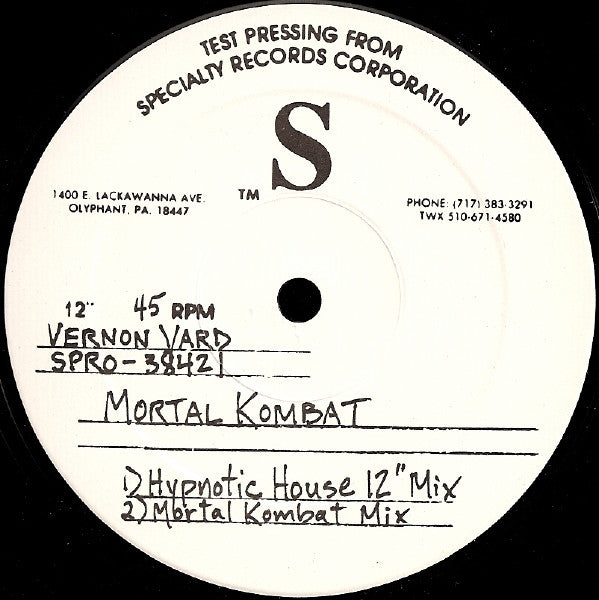 TEST PRESSING FROM
SPECIALTY RECORDS CORPORATION
S
TM
1400 E. LACKAWANNA AVE.
OLYPHANT, PA. 18447
PHONE: (717) 383-3291
TWX 510-671-4580
12" 45 RPM
VERNON YARD
SPRO-38421
MORTAL KOMBAT
1) Hypnotic House 12" Mix
2) Mortal Kombat Mix